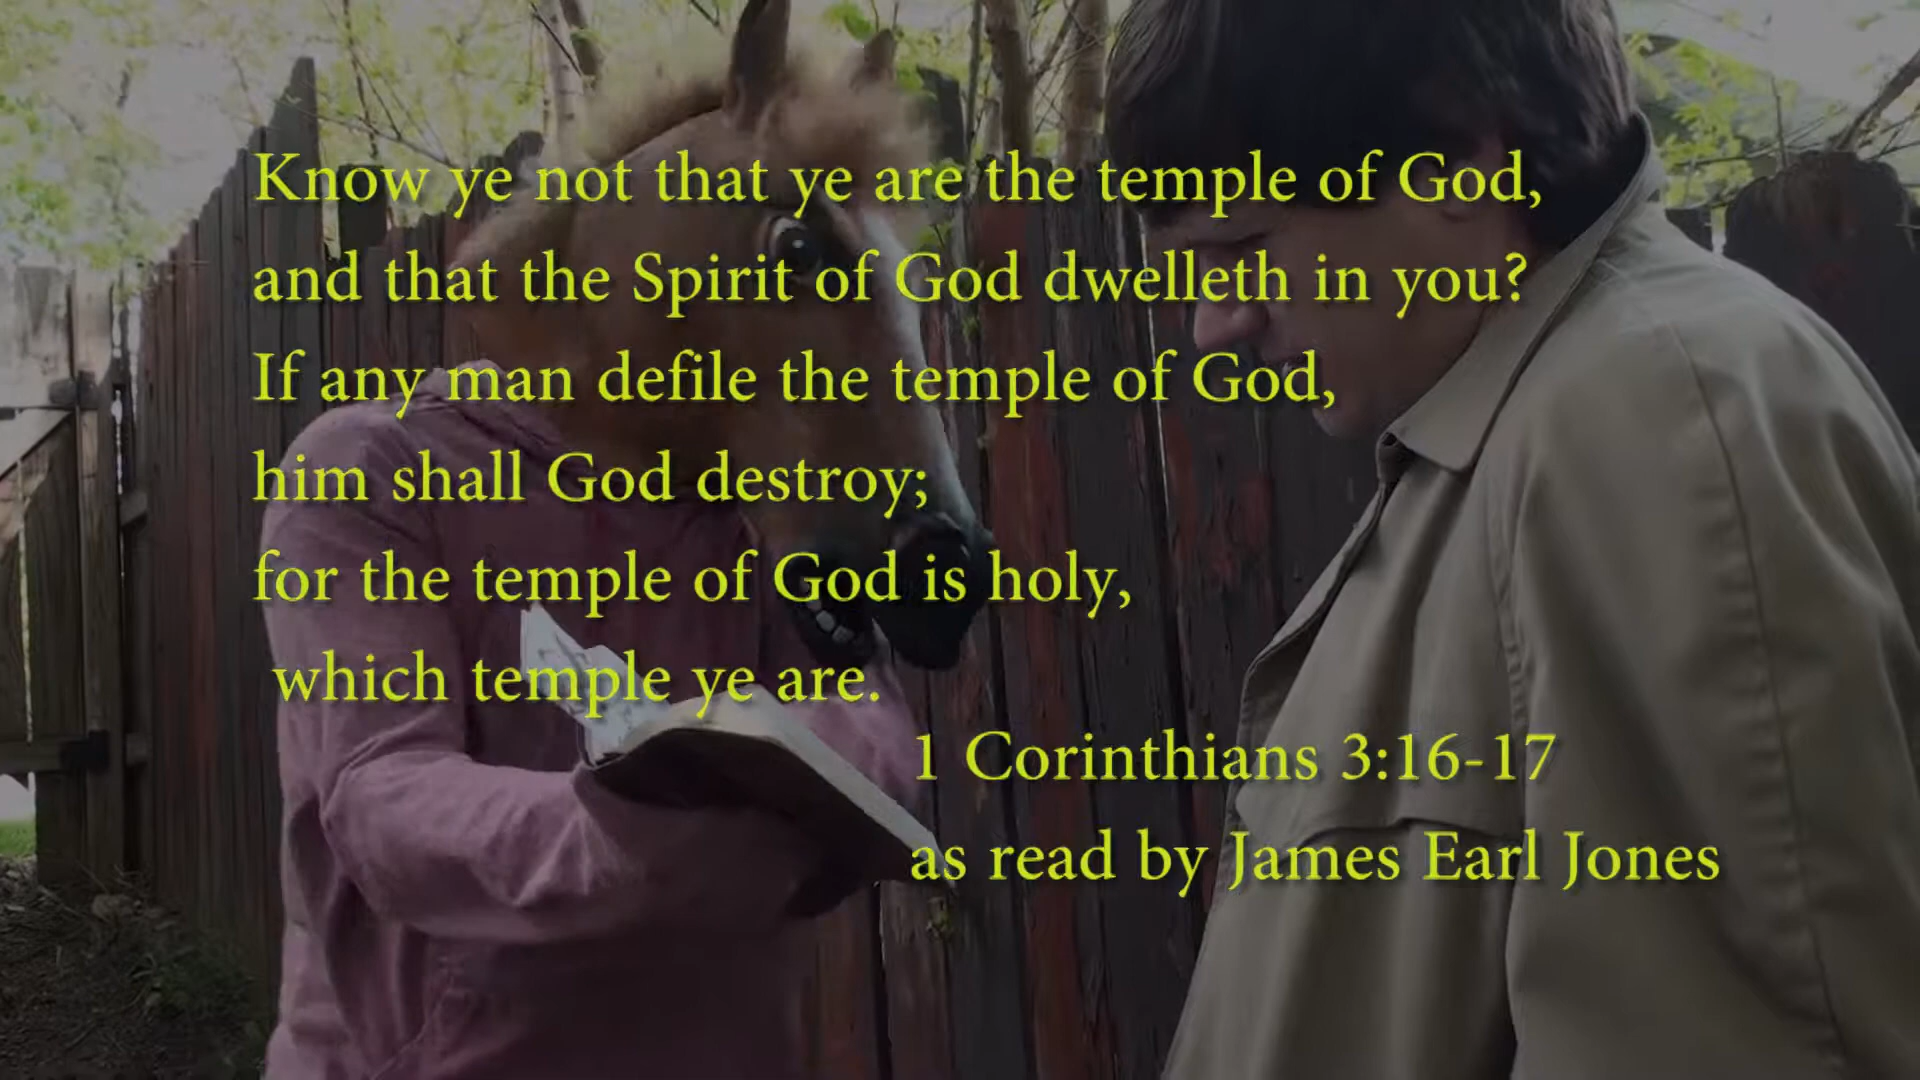 Know ye not that ye are the temple of God,
and that the Spirit of God dwelleth in you?
If any man defile the temple of God,
him shall God destroy;
for the temple of God is holy,
which temple ye are.
1 Corinthians 3:16-17
as read by James Earl Jones